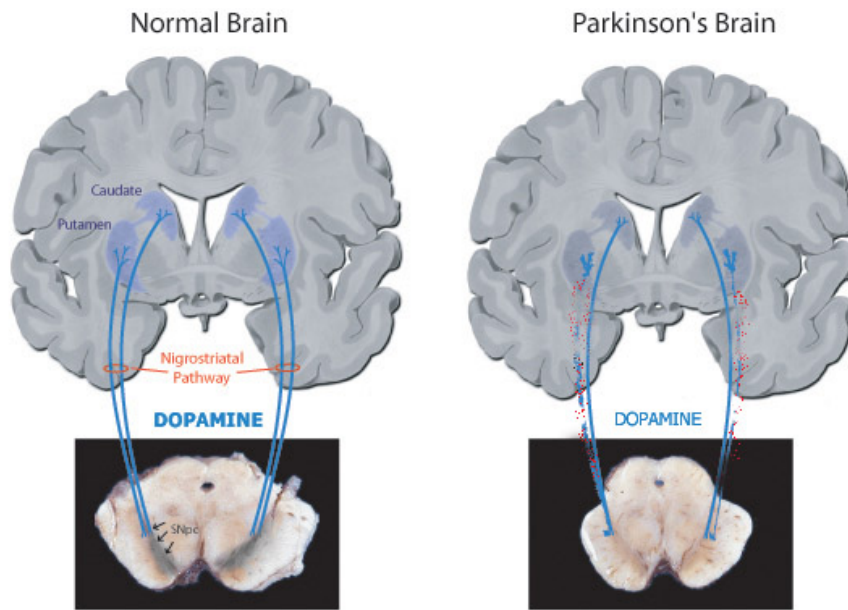 Normal Brain
Parkinson's Brain
Caudate
Putamen
Nigrostriatal
Pathway
DOPAMINE
SNpc
DOPAMINE